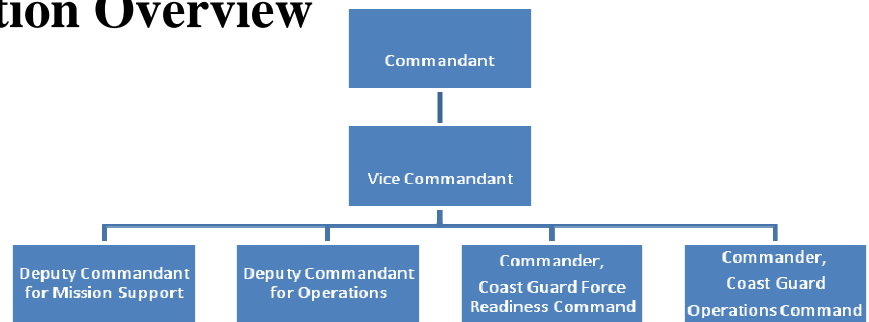 tion Overview
Commandant
Vice Commandant
Deputy Commandant
for Mission Support
Deputy Commandant
for Operations
Commander,
Coast Guard Force
Readiness Command
Commander,
Coast Guard
Operations Command